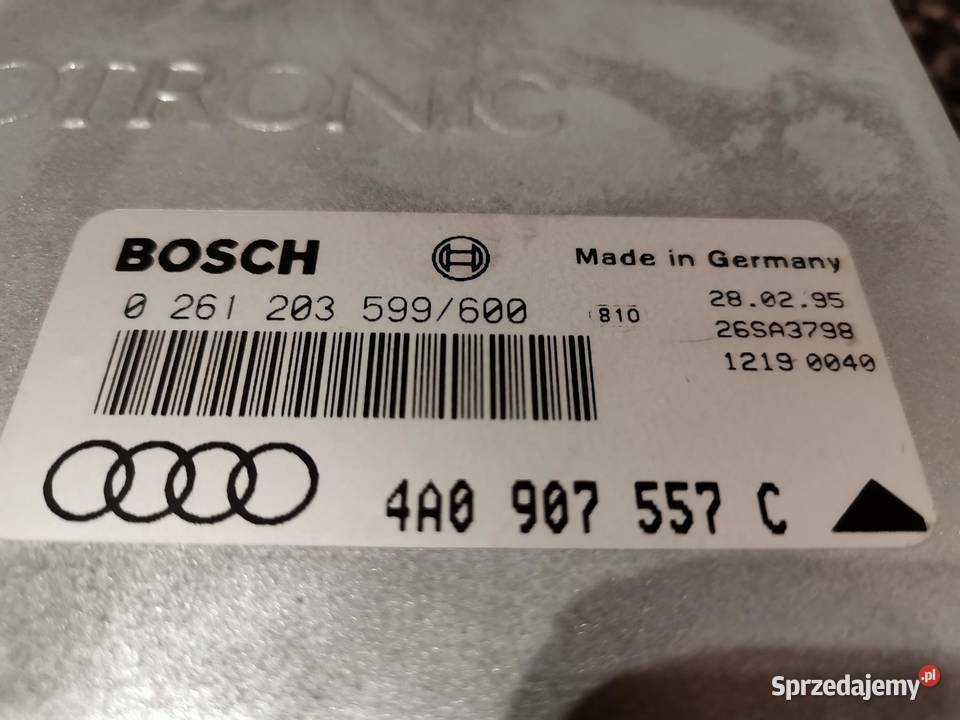 OTRONIC
BOSCH
Made in Germany
0 261 203 599/600
810
28.02.95
26SA3798
1219 0040
4A0 907 557 C
Sprzedajemy.pl